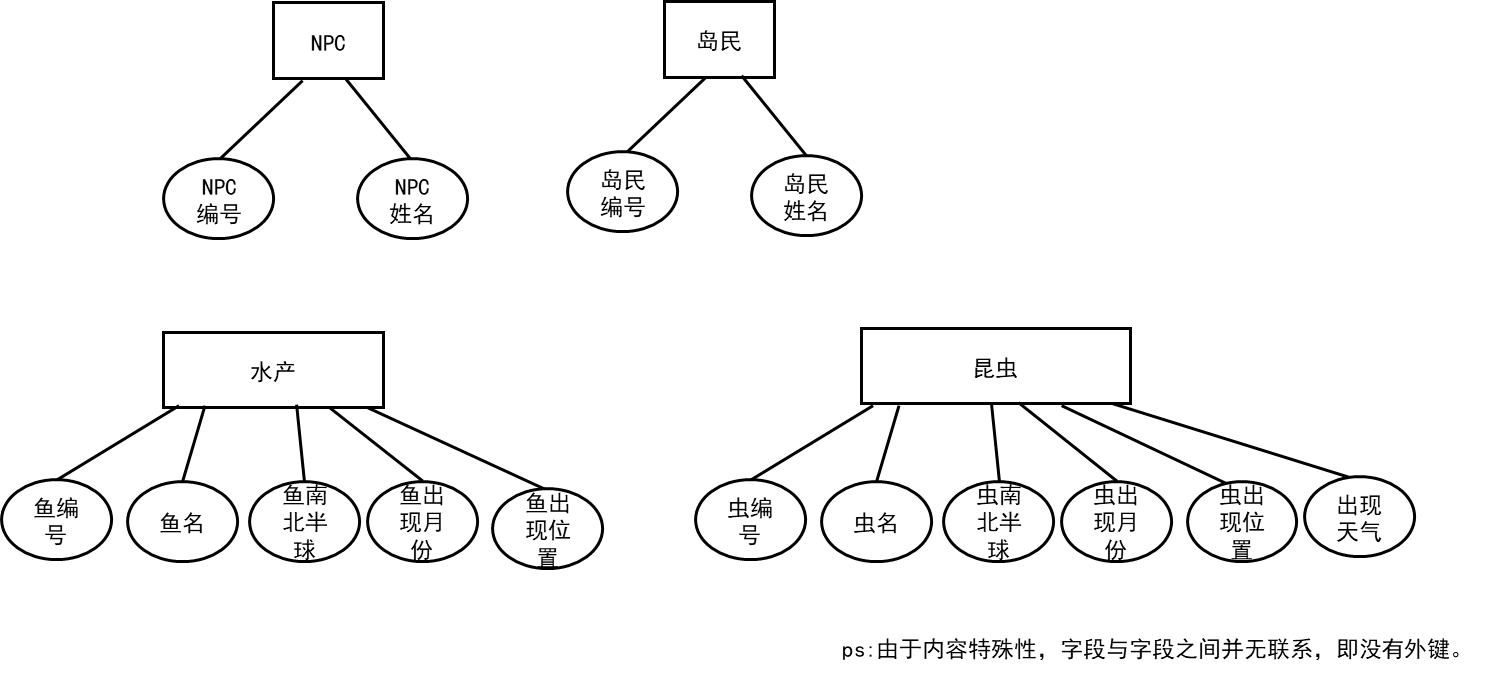 NPC
岛民
NPC
编号
NPC
姓名
岛民
编号
岛民
姓名
水产
昆虫
鱼编
号
鱼名
鱼南
北半
球
鱼出
现月
份
鱼出
现位
置
虫编
号
虫名
虫南
北半
球
虫出
现月
份
虫出
现位
置
出现
天气
ps:由于内容特殊性，字段与字段之间并无联系，即没有外键。